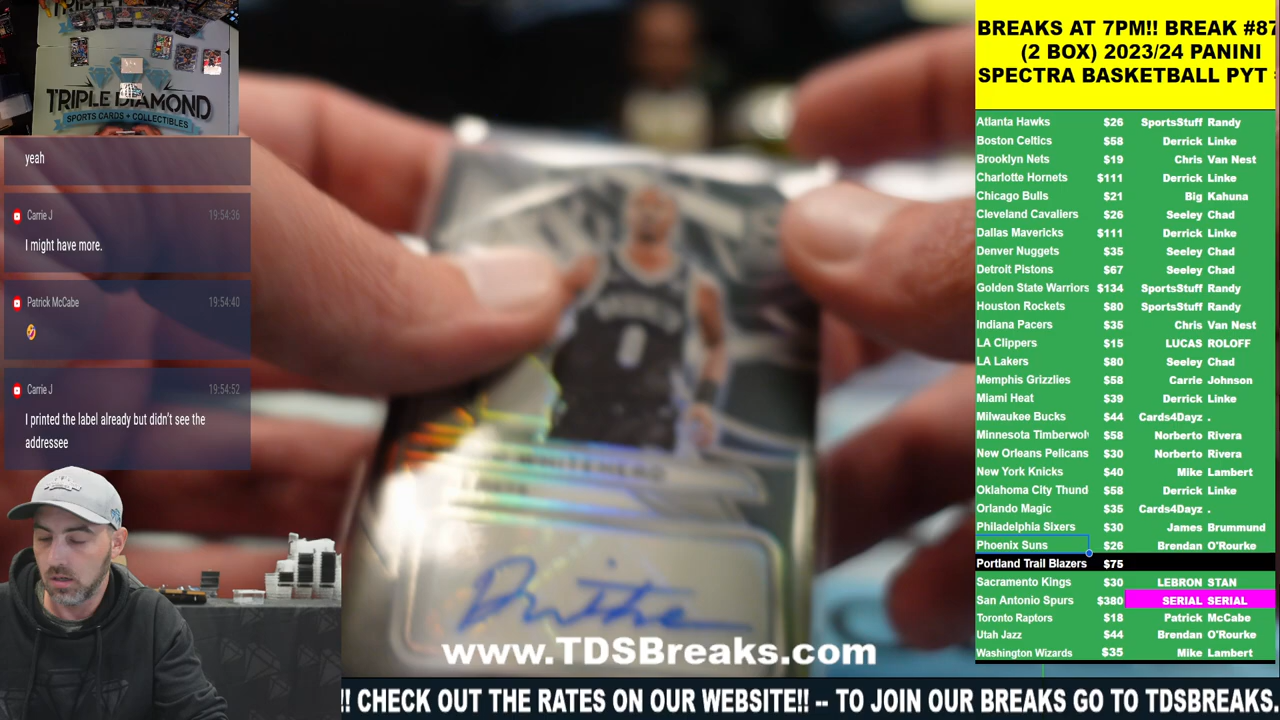 TRIPLE DIAMOND
SPORTS CARDS + COLLECTIBLES
yeah
Carrie J 19:54:36
I might have more.
Patrick McCabe 19:54:40
🤣
Carrie J 19:54:52
I printed the label already but didn't see the
addressee
WHITEHEAD
www.TDSBreaks.com
BREAKS AT 7PM!! BREAK #87
(2 BOX) 2023/24 PANINI
SPECTRA BASKETBALL PYT
Atlanta Hawks $26 SportsStuff Randy
Boston Celtics $58 Derrick Linke
Brooklyn Nets $19 Chris Van Nest
Charlotte Hornets $111 Derrick Linke
Chicago Bulls $21 Big Kahuna
Cleveland Cavaliers $26 Seeley Chad
Dallas Mavericks $111 Derrick Linke
Denver Nuggets $35 Seeley Chad
Detroit Pistons $67 Seeley Chad
Golden State Warriors $134 SportsStuff Randy
Houston Rockets $80 SportsStuff Randy
Indiana Pacers $35 Chris Van Nest
LA Clippers $15 LUCAS ROLOFF
LA Lakers $80 Seeley Chad
Memphis Grizzlies $58 Carrie Johnson
Miami Heat $39 Derrick Linke
Milwaukee Bucks $44 Cards4Dayz .
Minnesota Timberwol $58 Norberto Rivera
New Orleans Pelicans $30 Norberto Rivera
New York Knicks $40 Mike Lambert
Oklahoma City Thund $58 Derrick Linke
Orlando Magic $35 Cards4Dayz .
Philadelphia Sixers $30 James Brummund
Phoenix Suns $26 Brendan O'Rourke
Portland Trail Blazers $75
Sacramento Kings $30 LEBRON STAN
San Antonio Spurs $380 SERIAL SERIAL
Toronto Raptors $18 Patrick McCabe
Utah Jazz $44 Brendan O'Rourke
Washington Wizards $35 Mike Lambert
!! CHECK OUT THE RATES ON OUR WEBSITE!! -- TO JOIN OUR BREAKS GO TO TDSBREAKS.